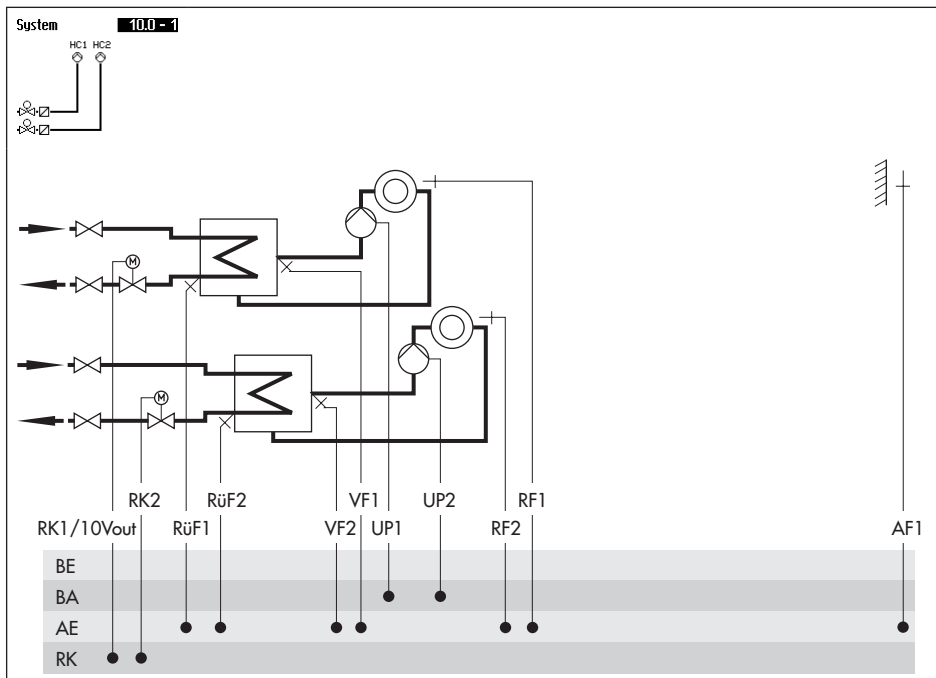 System 10.0 - 1
HC1 HC2
M
M
RK2 RüF2 VF1 UP2 RF1
RK1/10Vout RüF1 VF2 UP1 RF2 AF1
BE
BA
AE
RK